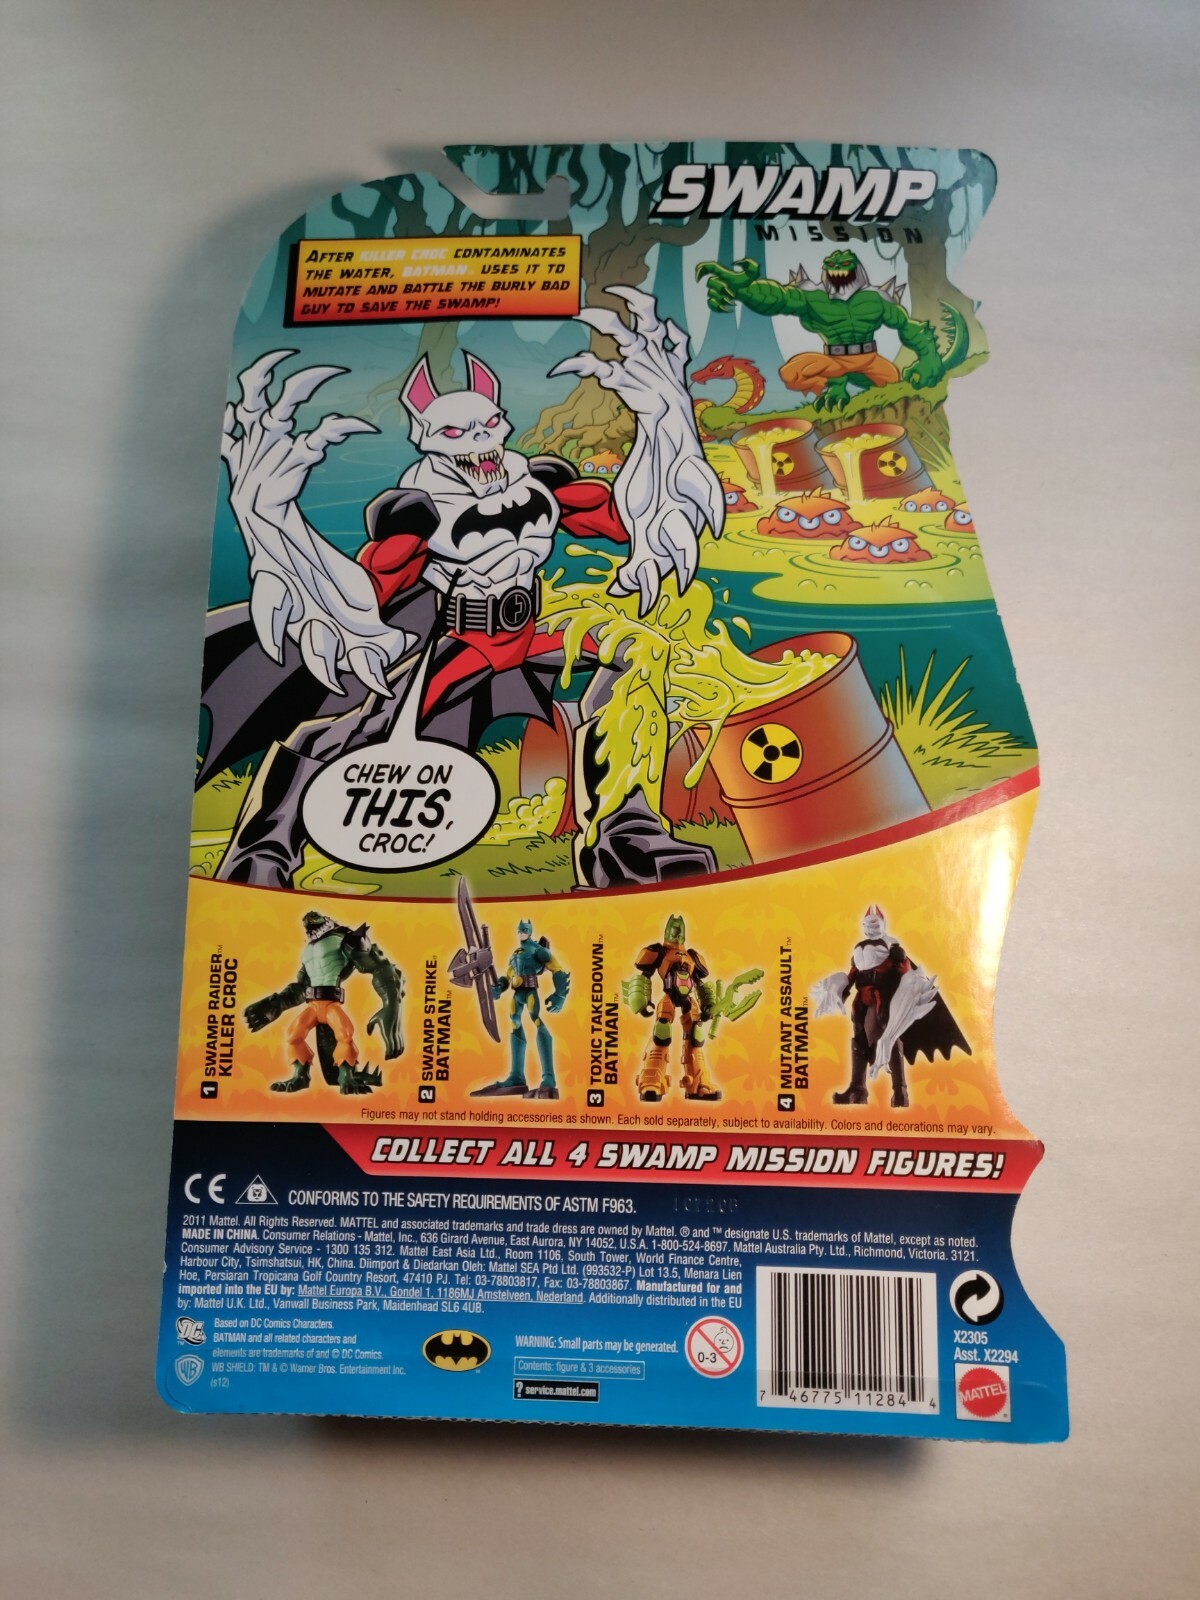 SWAMP
MISSION
AFTER KILLER CROC CONTAMINATES
THE WATER, BATMAN™ USES IT TO
MUTATE AND BATTLE THE BURLY BAD
GUY TO SAVE THE SWAMP!
CHEW ON
THIS,
CROC!
1 SWAMP RAIDER™
KILLER CROC
2 SWAMP STRIKE™
BATMAN™
3 TOXIC TAKEDOWN™
BATMAN™
4 MUTANT ASSAULT™
BATMAN™
Figures may not stand holding accessories as shown. Each sold separately, subject to availability. Colors and decorations may vary.
COLLECT ALL 4 SWAMP MISSION FIGURES!
CE CONFORMS TO THE SAFETY REQUIREMENTS OF ASTM F963.
2011 Mattel. All Rights Reserved. MATTEL and associated trademarks and trade dress are owned by Mattel. ® and ™ designate U.S. trademarks of Mattel, except as noted.
MADE IN CHINA. Consumer Relations - Mattel, Inc., 636 Girard Avenue, East Aurora, NY 14052, U.S.A. 1-800-524-8697. Mattel Australia Pty. Ltd., Richmond, Victoria. 3121.
Consumer Advisory Service - 1300 135 312. Mattel East Asia Ltd., Room 1106, South Tower, World Finance Centre,
Harbour City, Tsimshatsui, HK, China. Diimport & Diedarkan Oleh: Mattel SEA Ptd Ltd. (993532-P) Lot 13.5, Menara Lien
Hoe, Persiaran Tropicana Golf Country Resort, 47410 PJ. Tel: 03-78803817, Fax: 03-78803867. Manufactured for and
imported into the EU by: Mattel Europa B.V., Gondel 1, 1186MJ Amstelveen, Nederland. Additionally distributed in the EU
by: Mattel U.K. Ltd., Vanwall Business Park, Maidenhead SL6 4UB.
DC™
Based on DC Comics Characters.
BATMAN and all related characters and
elements are trademarks of and © DC Comics.
WB SHIELD: TM & © Warner Bros. Entertainment Inc.
(s12)
WB
WARNING: Small parts may be generated.
Contents: figure & 3 accessories
? service.mattel.com
0-3
7 46775 11284 4
X2305
Asst. X2294
MATTEL